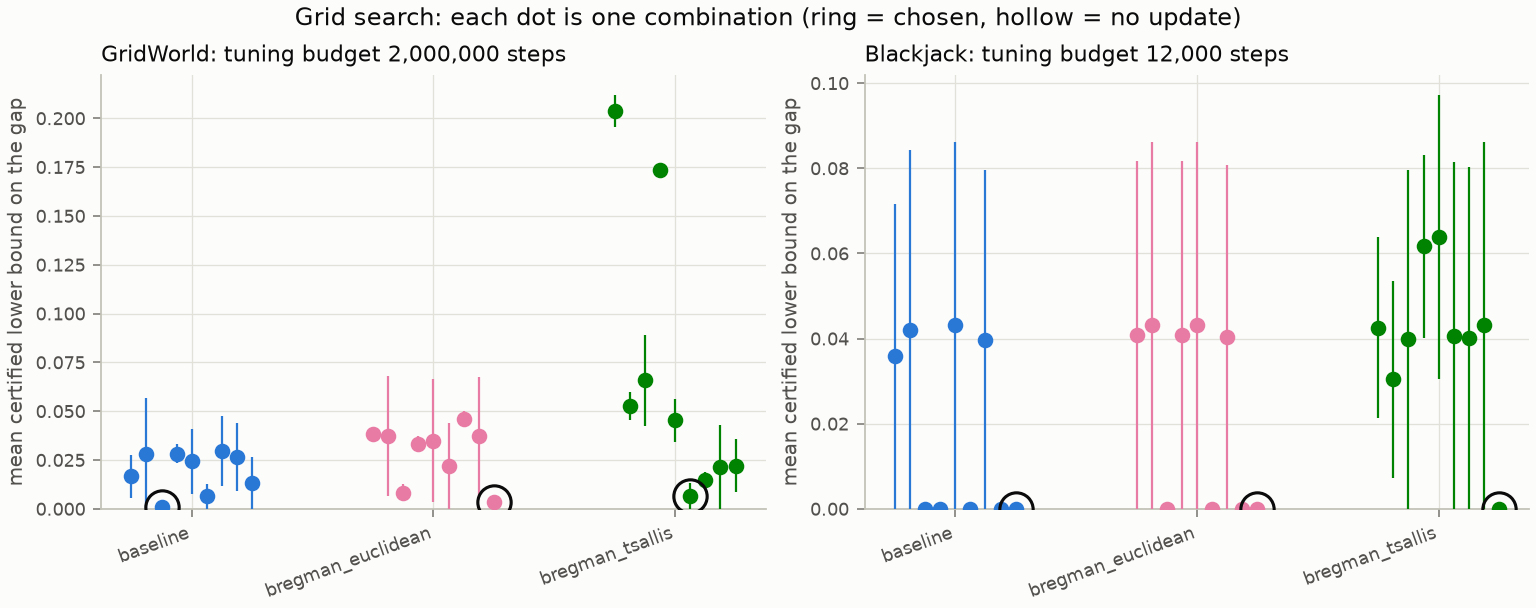 Grid search: each dot is one combination (ring = chosen, hollow = no update)
GridWorld: tuning budget 2,000,000 steps
mean certified lower bound on the gap
0.200
0.175
0.150
0.125
0.100
0.075
0.050
0.025
0.000
baseline
bregman_euclidean
bregman_tsallis
Blackjack: tuning budget 12,000 steps
mean certified lower bound on the gap
0.10
0.08
0.06
0.04
0.02
0.00
baseline
bregman_euclidean
bregman_tsallis